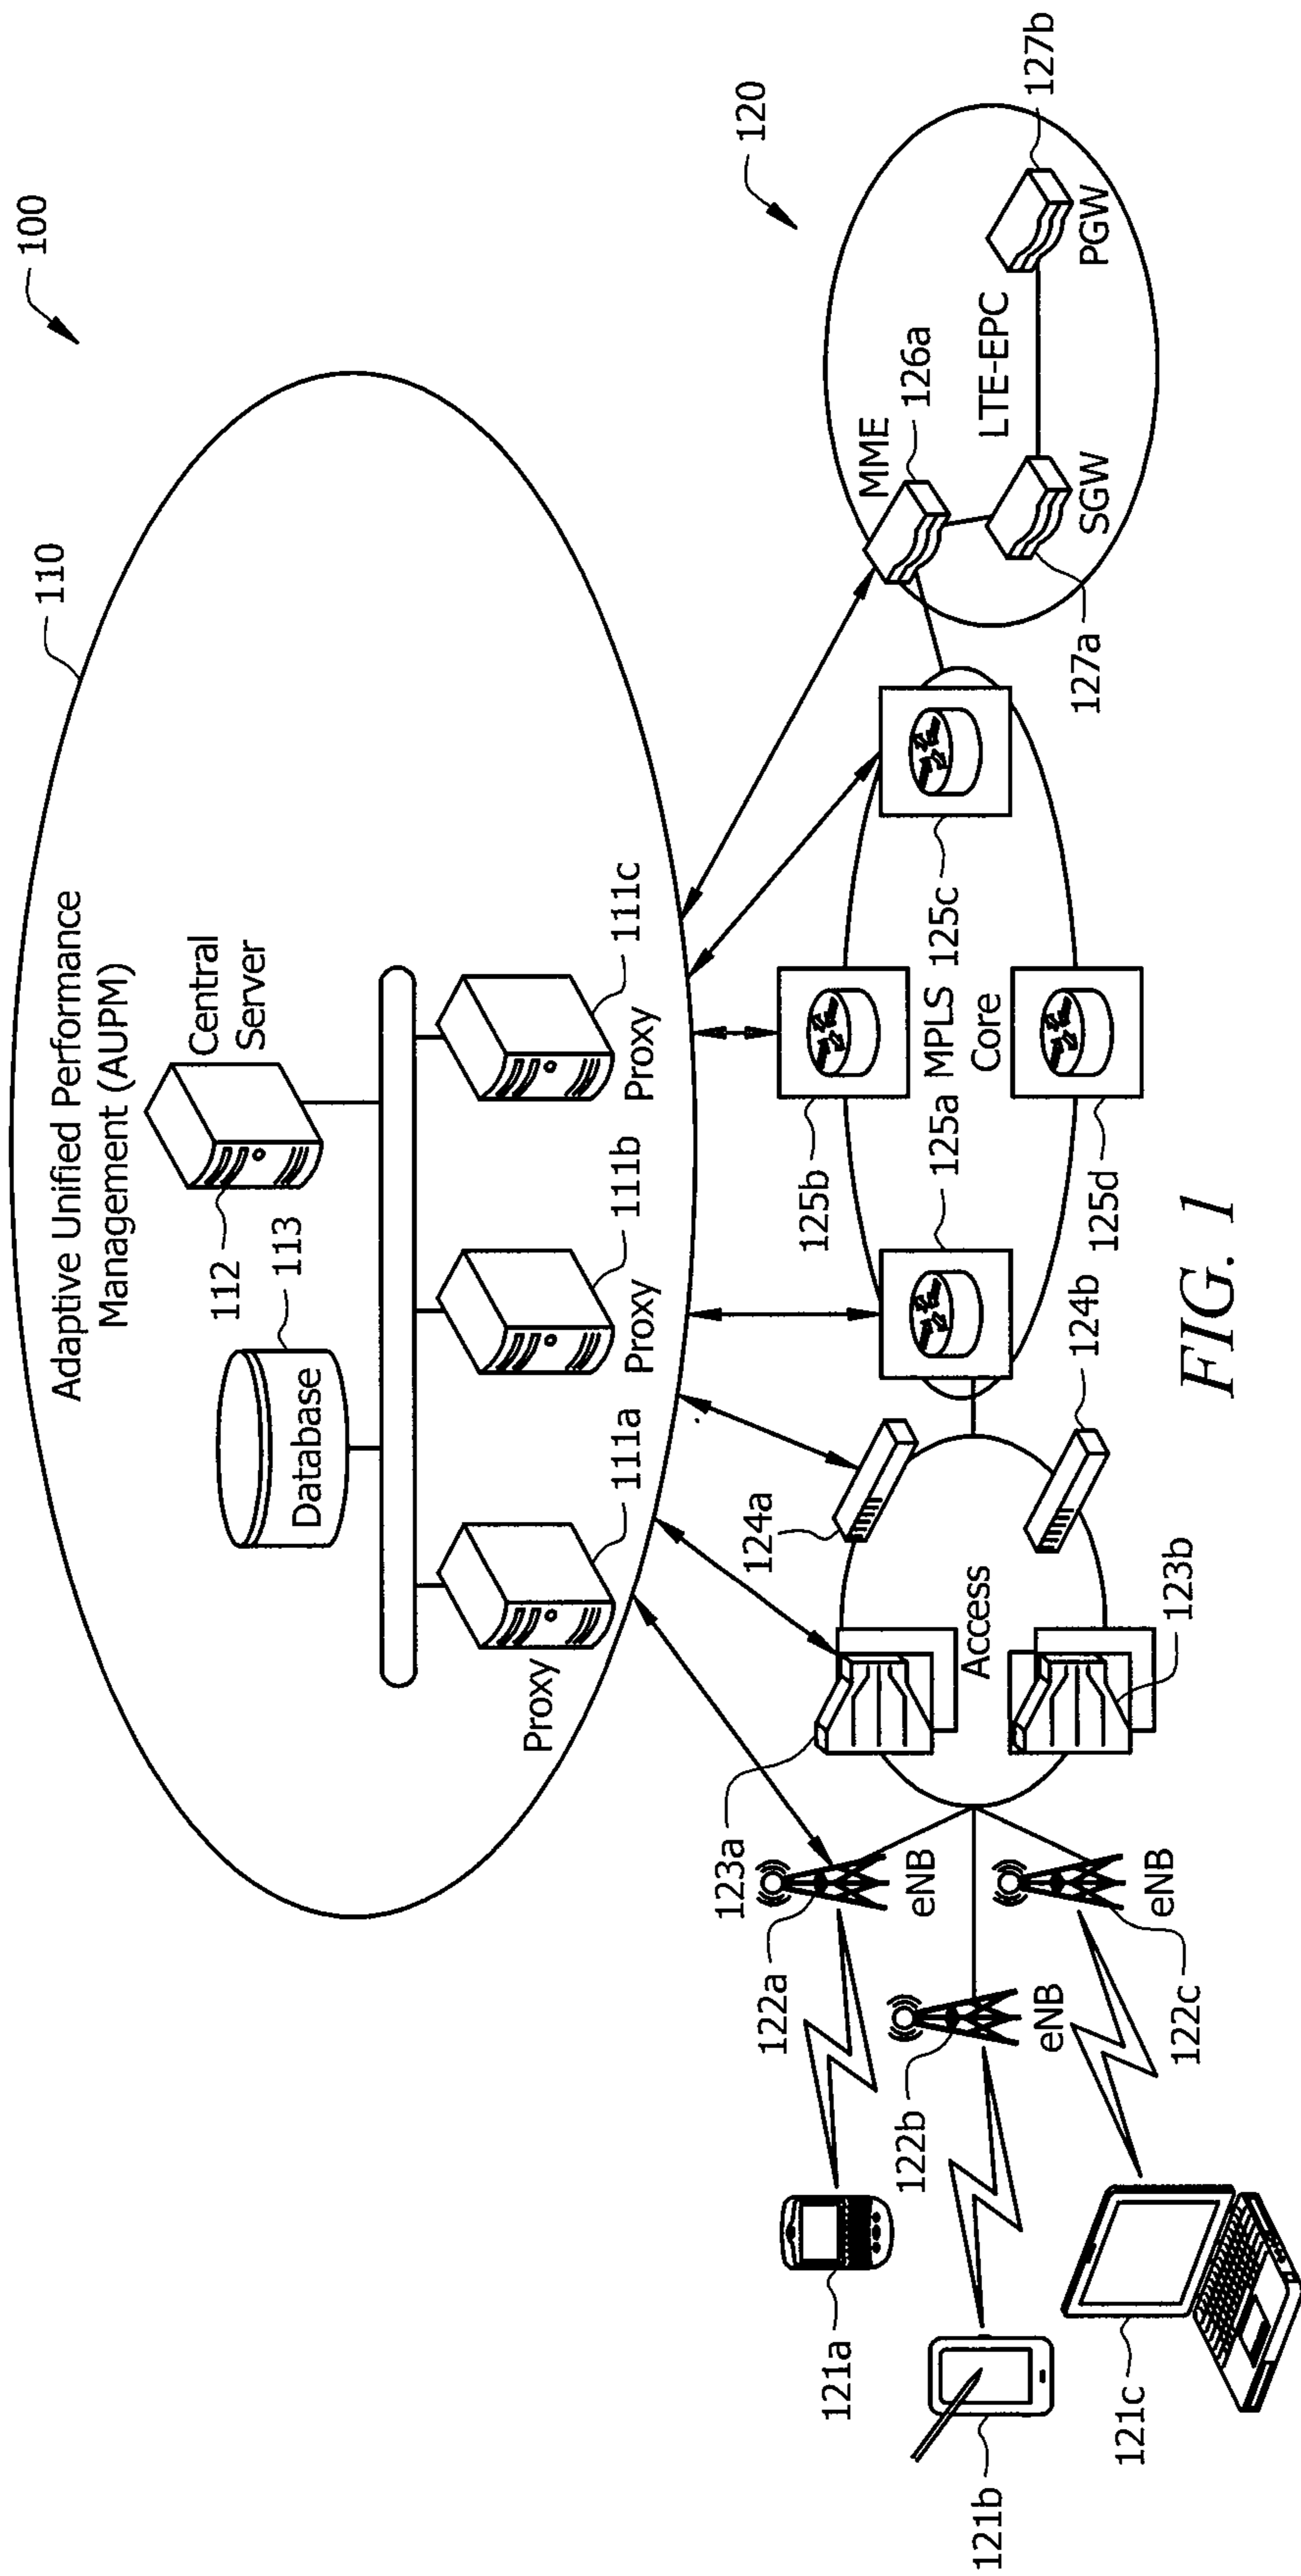 100
110
Adaptive Unified Performance
Management (AUPM)
Central
Server
112
113
Database
Proxy
111a
Proxy
111b
Proxy
111c
120
121a
121b
121c
122a
eNB
122b
eNB
122c
eNB
123a
123b
Access
124a
124b
125a
125b
125c
125d
MPLS
Core
MME
126a
LTE-EPC
SGW
127a
PGW
127b
FIG. 1